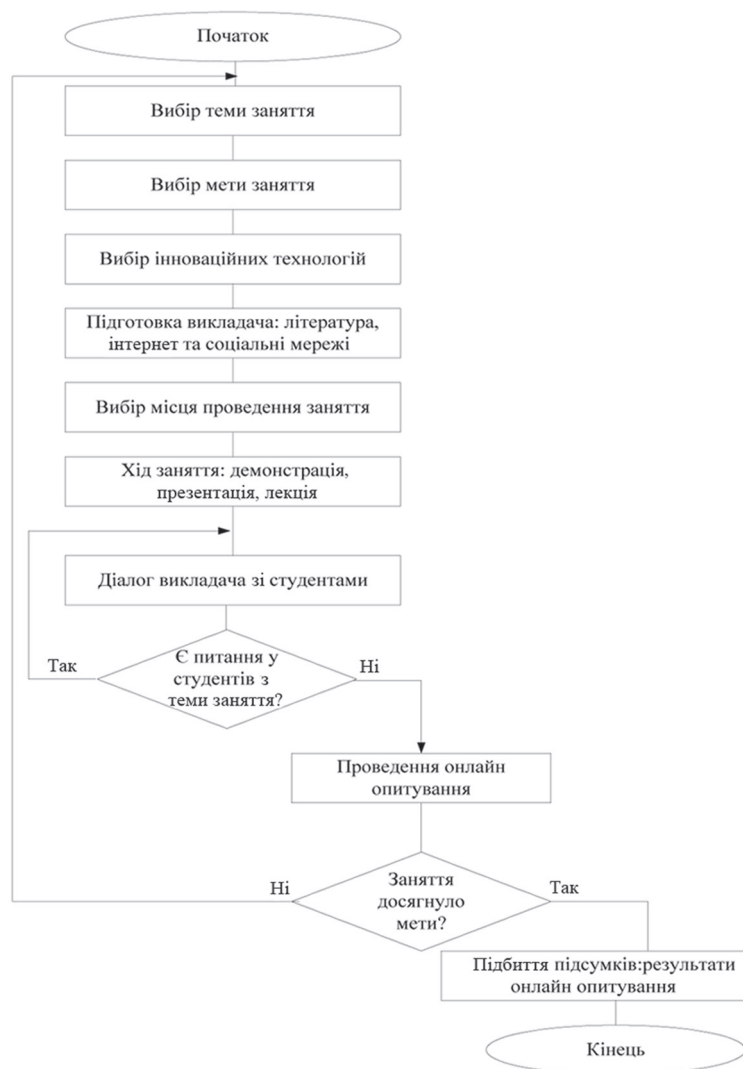 Початок
Вибір теми заняття
Вибір мети заняття
Вибір інноваційних технологій
Підготовка викладача: література,
інтернет та соціальні мережі
Вибір місця проведення заняття
Хід заняття: демонстрація,
презентація, лекція
Діалог викладача зі студентами
Так
Є питання у
студентів з
теми заняття?
Ні
Проведення онлайн
опитування
Ні
Заняття
досягнуло
мети?
Так
Підбиття підсумків:результати
онлайн опитування
Кінець